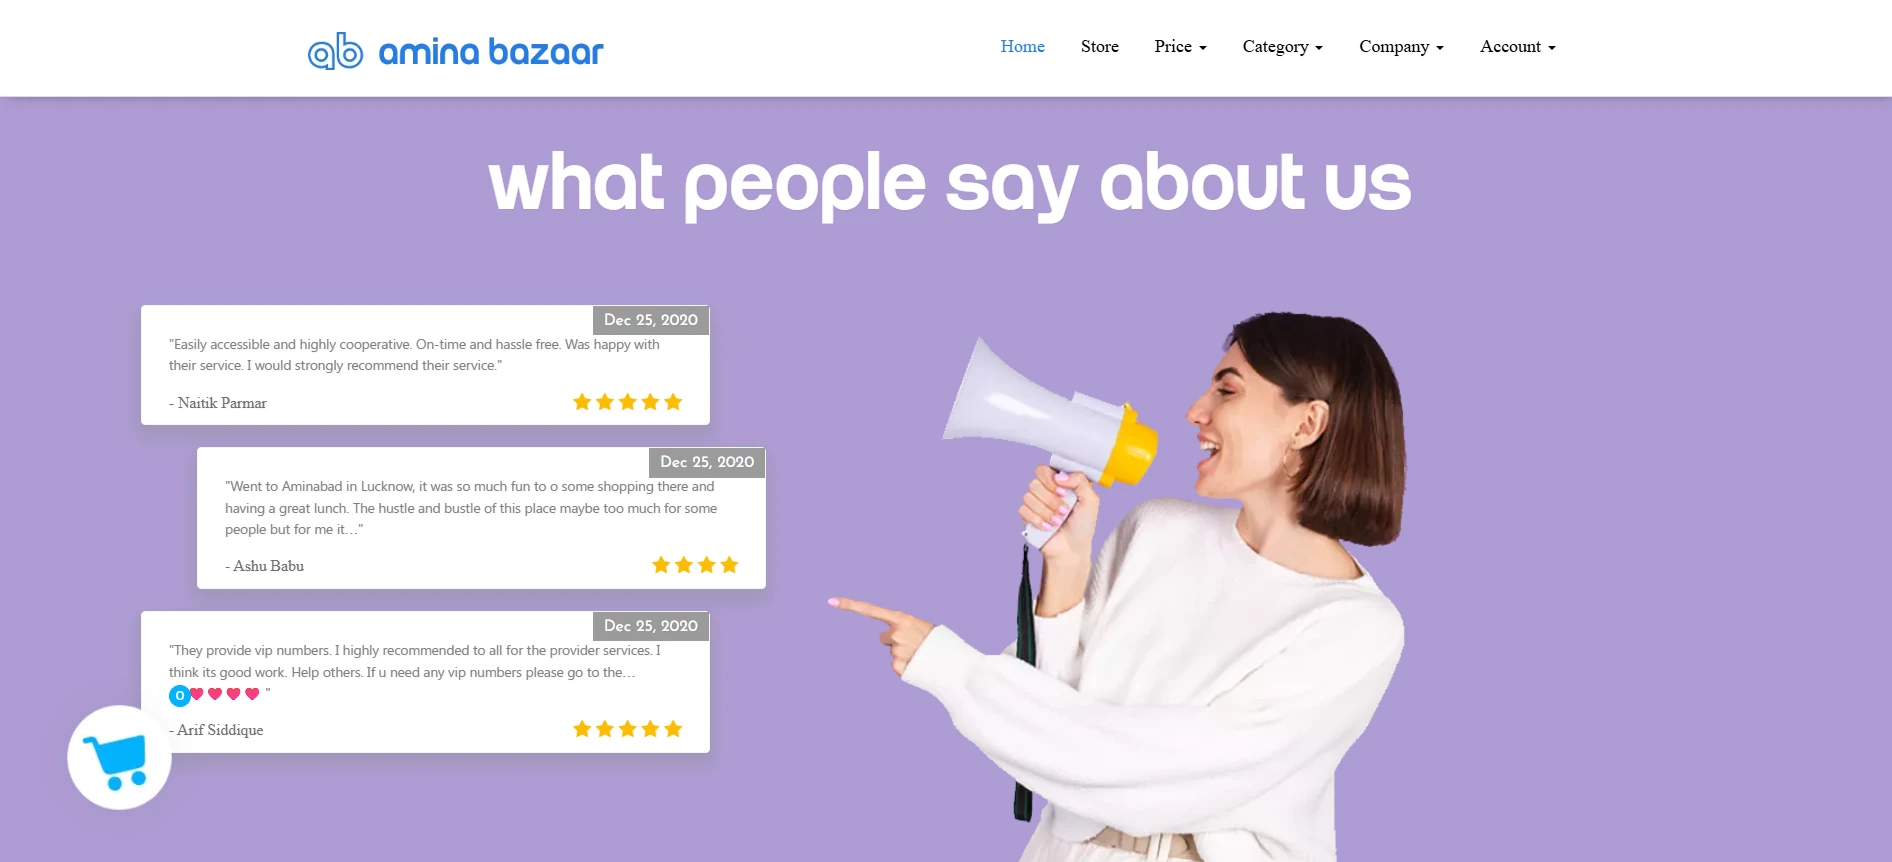 ab amina bazaar
Home Store Price Category Company Account
what people say about us
Dec 25, 2020
"Easily accessible and highly cooperative. On-time and hassle free. Was happy with
their service. I would strongly recommend their service."
- Naitik Parmar
Dec 25, 2020
"Went to Aminabad in Lucknow, it was so much fun to o some shopping there and
having a great lunch. The hustle and bustle of this place maybe too much for some
people but for me it..."
- Ashu Babu
Dec 25, 2020
"They provide vip numbers. I highly recommended to all for the provider services. I
think its good work. Help others. If u need any vip numbers please go to the...
0 "
- Arif Siddique